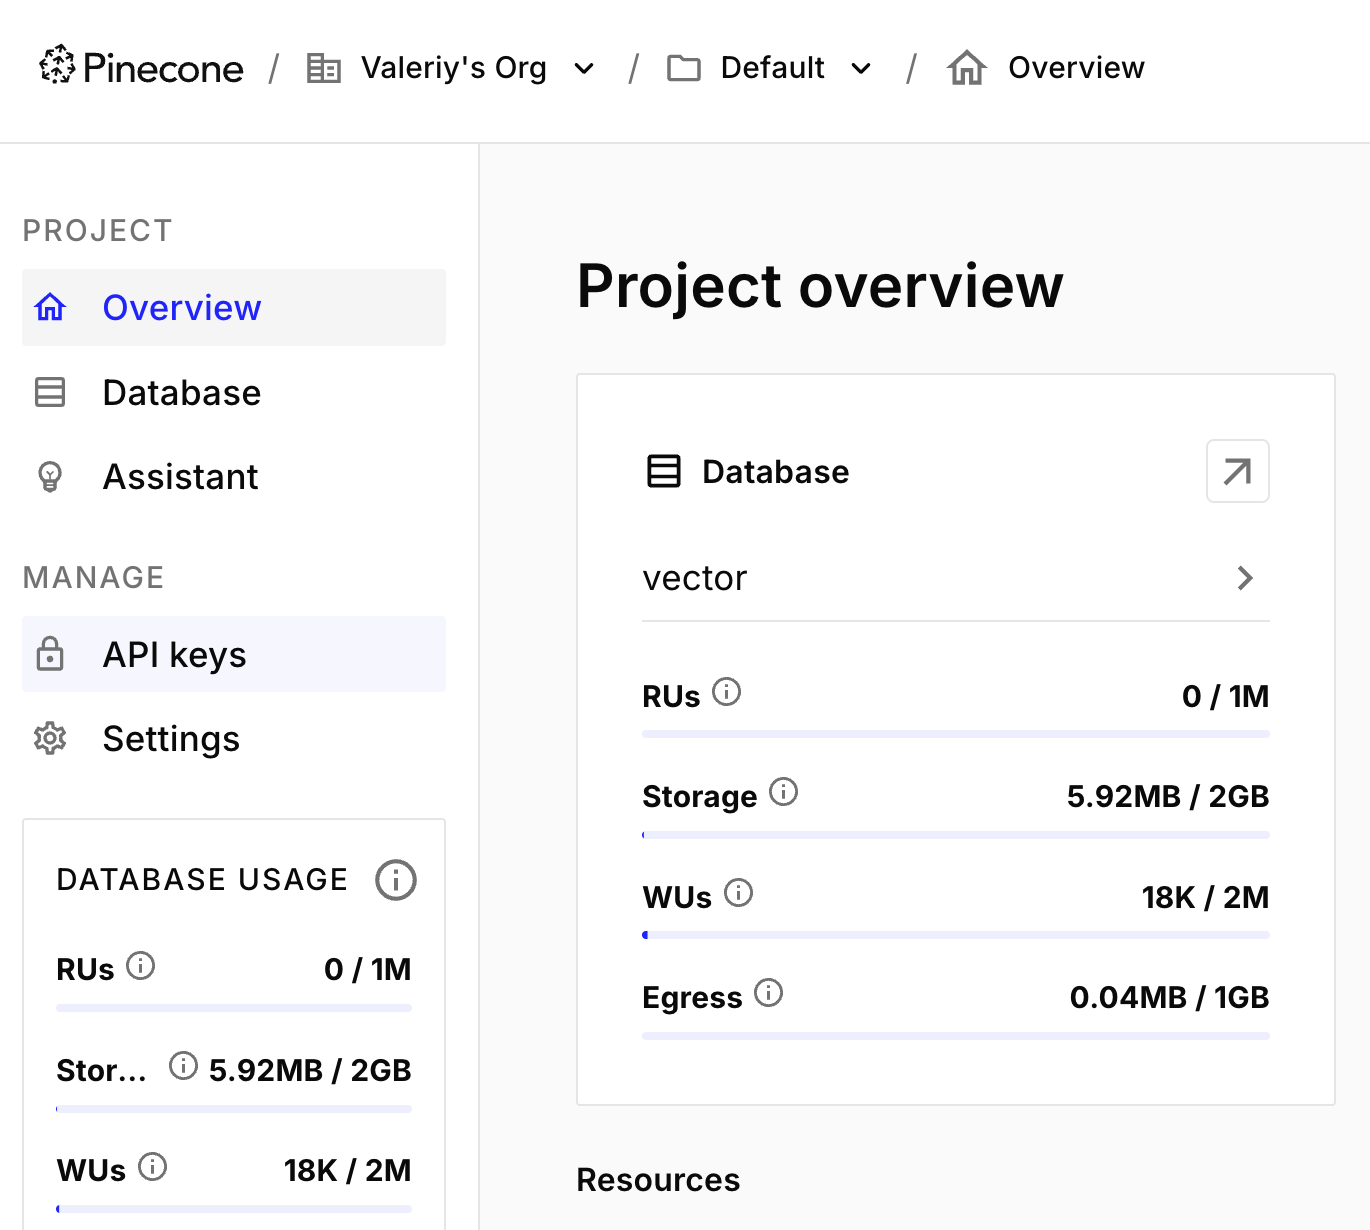 Pinecone / Valeriy's Org / Default / Overview
PROJECT
Overview
Database
Assistant
MANAGE
API keys
Settings
DATABASE USAGE
RUs 0 / 1M
Stor... 5.92MB / 2GB
WUs 18K / 2M
Project overview
Database
vector
RUs 0 / 1M
Storage 5.92MB / 2GB
WUs 18K / 2M
Egress 0.04MB / 1GB
Resources